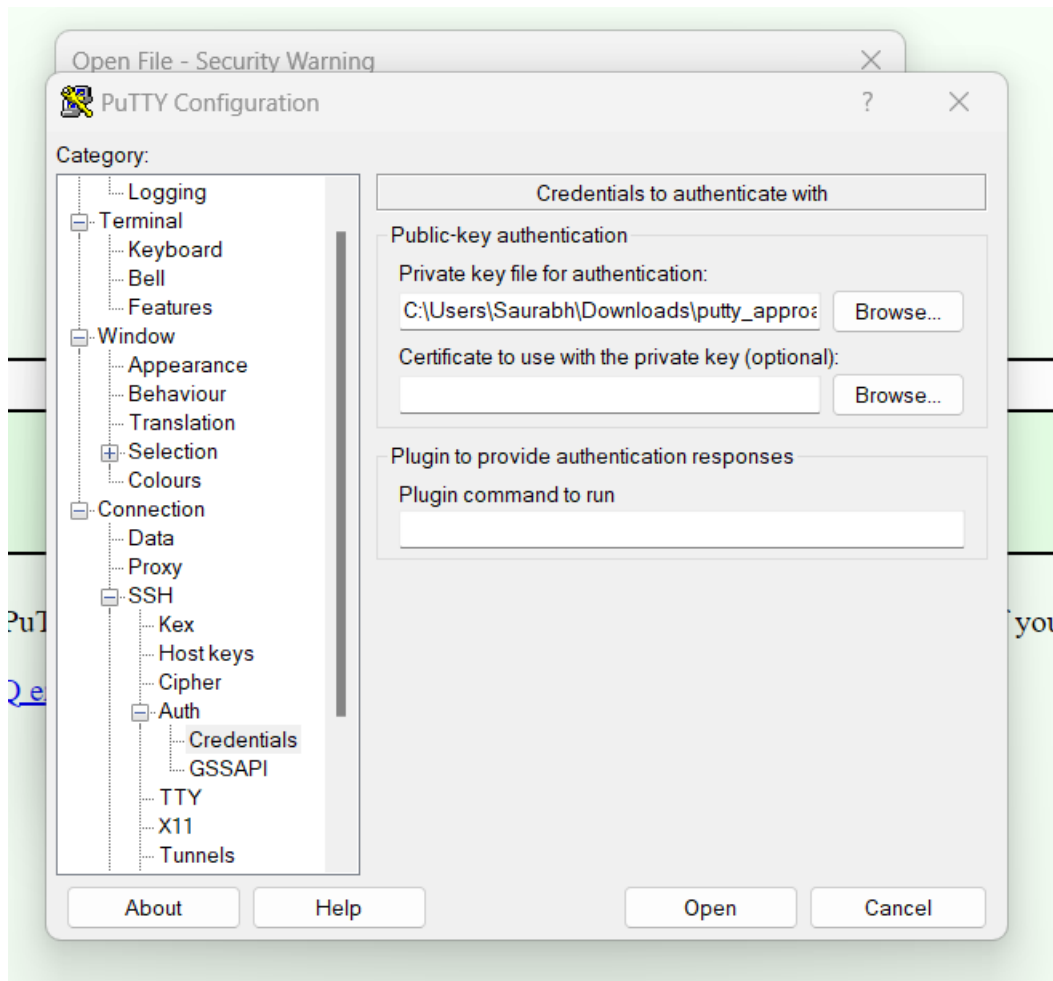 Open File - Security Warning
PuTTY Configuration
?
Category:
Logging
Terminal
Keyboard
Bell
Features
Window
Appearance
Behaviour
Translation
Selection
Colours
Connection
Data
Proxy
SSH
Kex
Host keys
Cipher
Auth
Credentials
GSSAPI
TTY
X11
Tunnels
Credentials to authenticate with
Public-key authentication
Private key file for authentication:
C:\Users\Saurabh\Downloads\putty_approa Browse...
Certificate to use with the private key (optional):
Browse...
Plugin to provide authentication responses
Plugin command to run
About Help Open Cancel
PuT
you
Q e